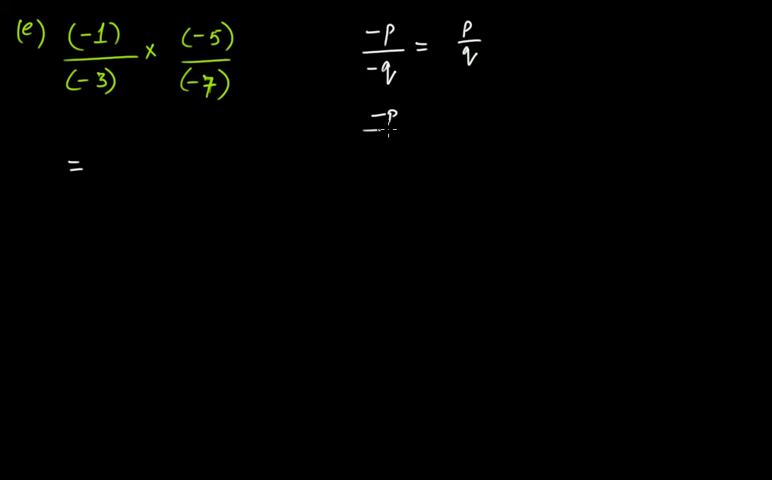 (e) (-1)/(-3) × (-5)/(-7)
-p/-q = p/q
-p
=